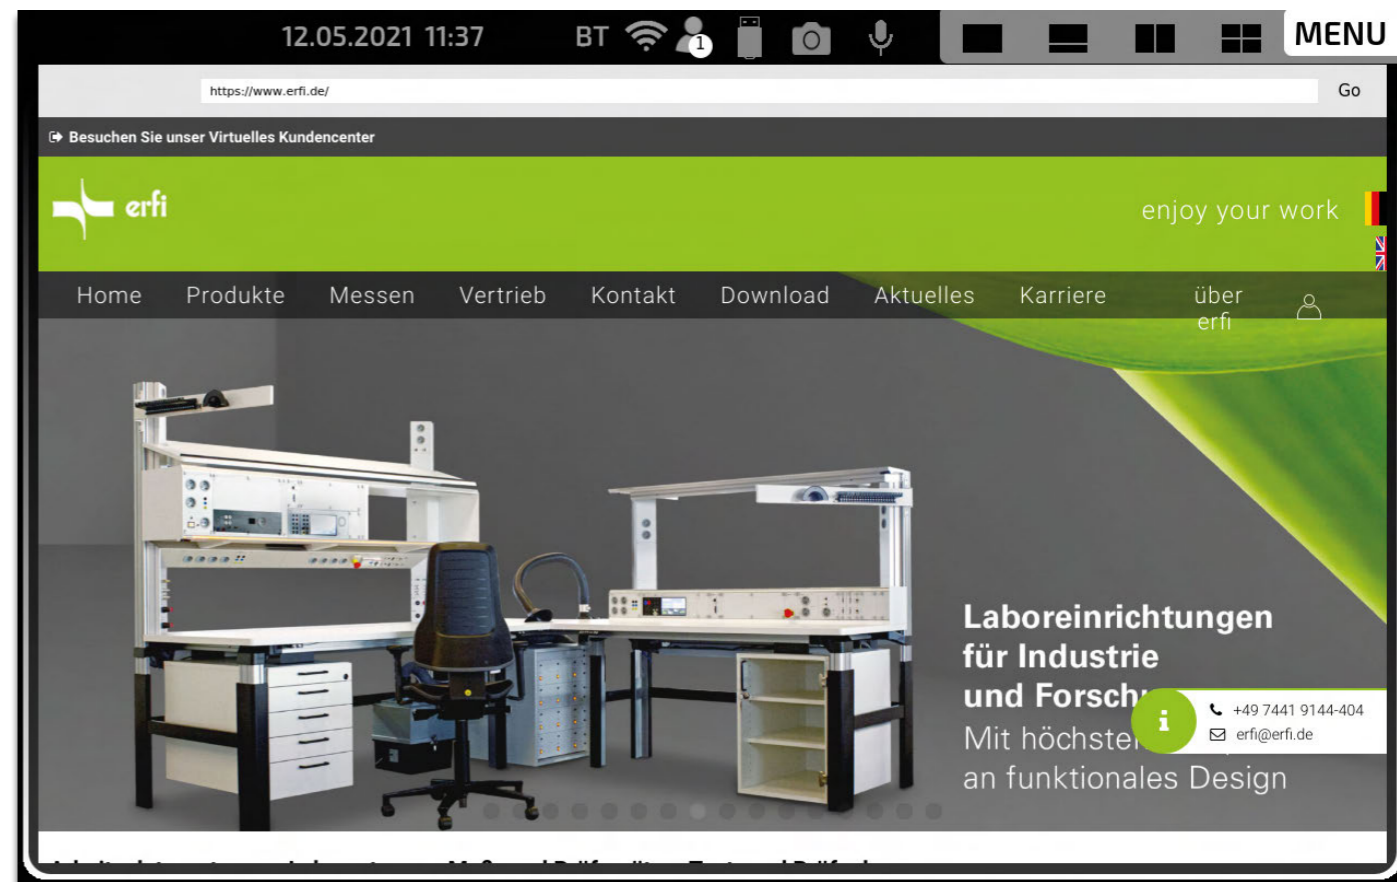 12.05.2021 11:37
BT
1
MENU
https://www.erfi.de/
Go
Besuchen Sie unser Virtuelles Kundencenter
erfi
enjoy your work
Home Produkte Messen Vertrieb Kontakt Download Aktuelles Karriere über
erfi
Laboreinrichtungen
für Industrie
und Forsch
Mit höchste
an funktionales Design
+49 7441 9144-404
erfi@erfi.de